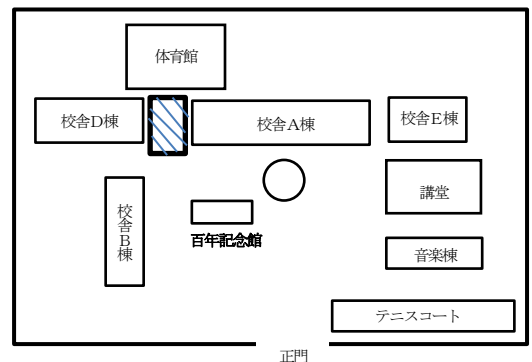 体育館
校舎D棟
校舎A棟
校舎E棟
講堂
校舎B棟
百年記念館
音楽棟
テニスコート
正門